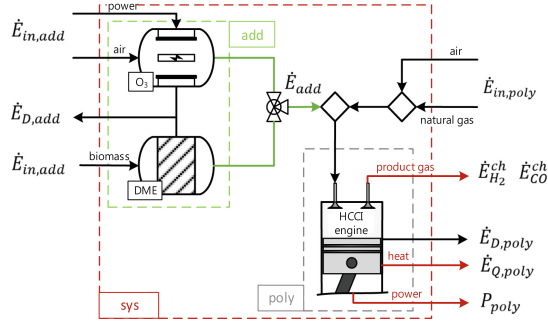 power
Ė_in,add
add
air
air
O₃
Ė_add
Ė_in,poly
Ė_D,add
natural gas
biomass
Ė_in,add
product gas
Ė^ch_H₂ Ė^ch_CO
DME
HCCI
engine
Ė_D,poly
heat
Ė_Q,poly
poly
power
sys
P_poly